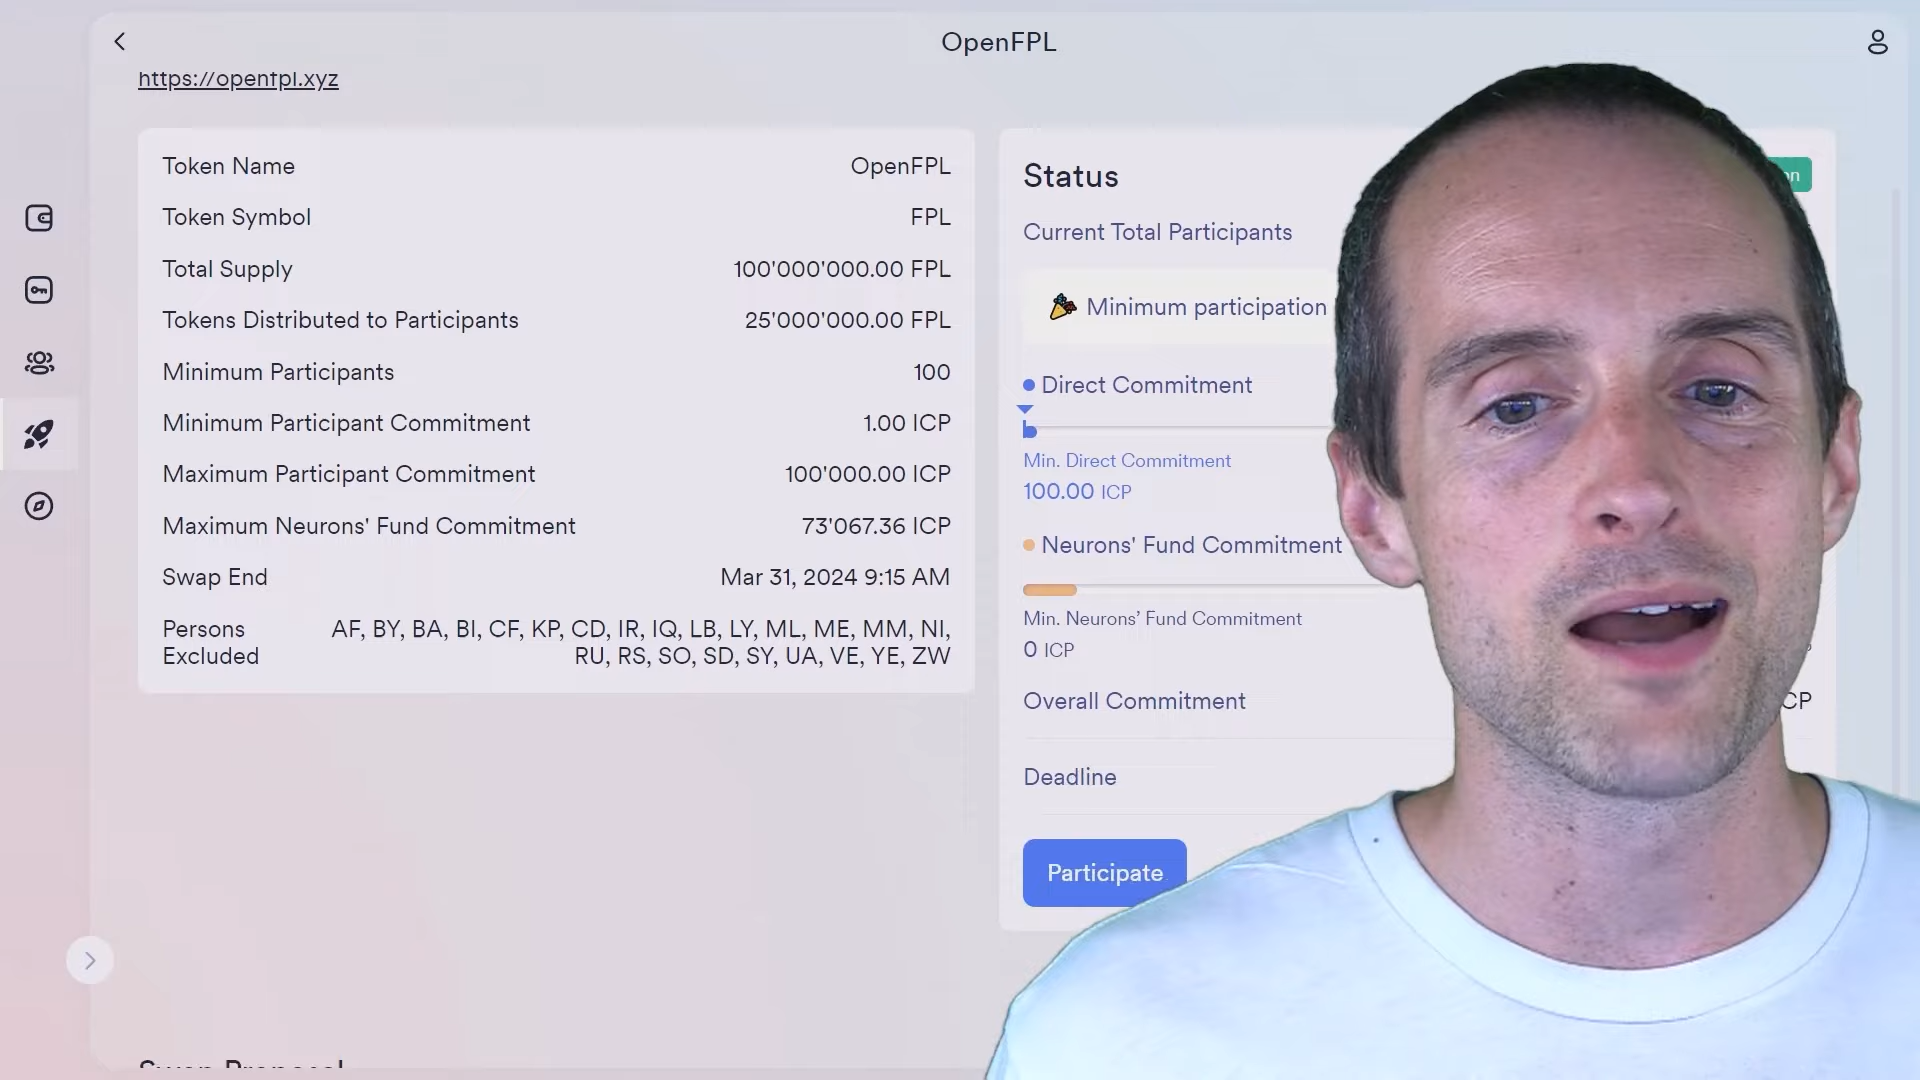 OpenFPL
https://openfpl.xyz
Token Name OpenFPL
Token Symbol FPL
Total Supply 100'000'000.00 FPL
Tokens Distributed to Participants 25'000'000.00 FPL
Minimum Participants 100
Minimum Participant Commitment 1.00 ICP
Maximum Participant Commitment 100'000.00 ICP
Maximum Neurons' Fund Commitment 73'067.36 ICP
Swap End Mar 31, 2024 9:15 AM
Persons Excluded AF, BY, BA, BI, CF, KP, CD, IR, IQ, LB, LY, ML, ME, MM, NI,
RU, RS, SO, SD, SY, UA, VE, YE, ZW
Status
Current Total Participants
Minimum participation
Direct Commitment
Min. Direct Commitment
100.00 ICP
Neurons' Fund Commitment
Min. Neurons’ Fund Commitment
0 ICP
Overall Commitment
Deadline
Participate
Swap Proposal